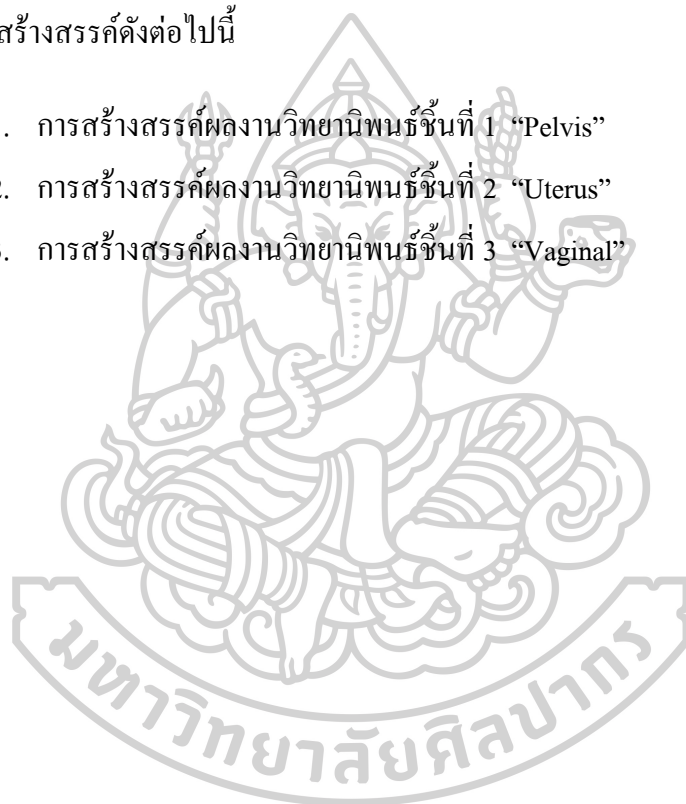 สร้างสรรค์ดังต่อไปนี้
. การสร้างสรรค์ผลงานวิทยานิพนธ์ชิ้นที่ 1 “Pelvis”
. การสร้างสรรค์ผลงานวิทยานิพนธ์ชิ้นที่ 2 “Uterus”
. การสร้างสรรค์ผลงานวิทยานิพนธ์ชิ้นที่ 3 “Vaginal”
มหาวิทยาลัยศิลปากร